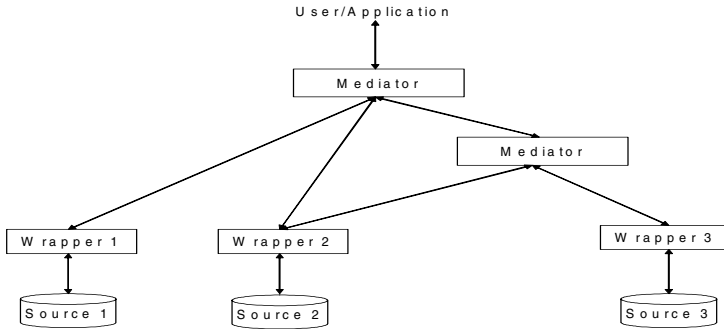 User/Application
Mediator
Mediator
Wrapper 1
Wrapper 2
Wrapper 3
Source 1
Source 2
Source 3